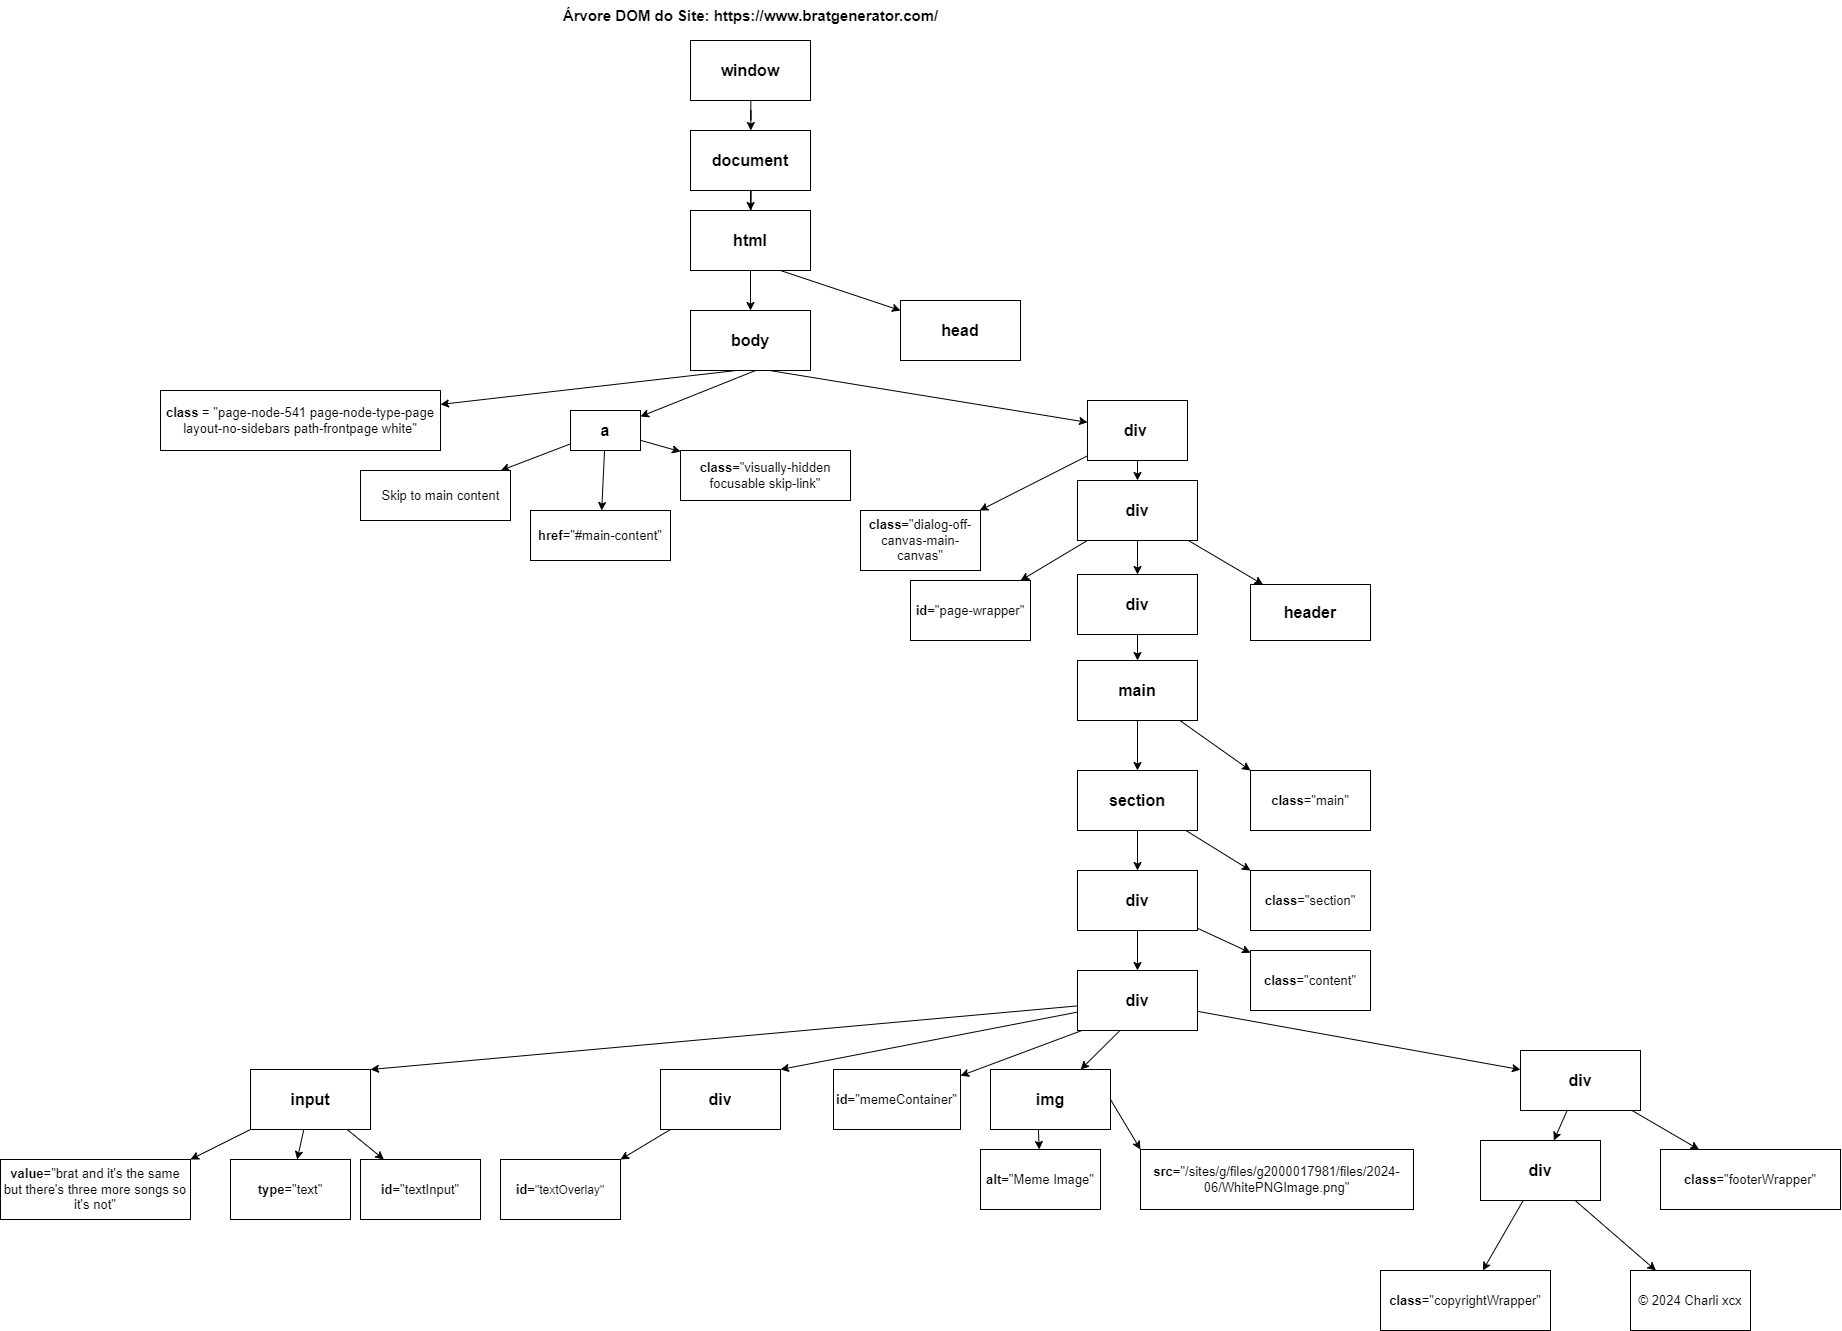 Árvore DOM do Site: https://www.bratgenerator.com/
window
document
html
head
body
class = "page-node-541 page-node-type-page
layout-no-sidebars path-frontpage white"
a
div
Skip to main content
class="visually-hidden
focusable skip-link"
href="#main-content"
div
class="dialog-off-
canvas-main-
canvas"
id="page-wrapper"
div
header
main
section
class="main"
div
class="section"
class="content"
div
input
div
id="memeContainer"
img
div
value="brat and it's the same
but there's three more songs so
it's not"
type="text"
id="textInput"
id="textOverlay"
alt="Meme Image"
src="/sites/g/files/g2000017981/files/2024-
06/WhitePNGImage.png"
div
class="footerWrapper"
class="copyrightWrapper"
© 2024 Charli xcx